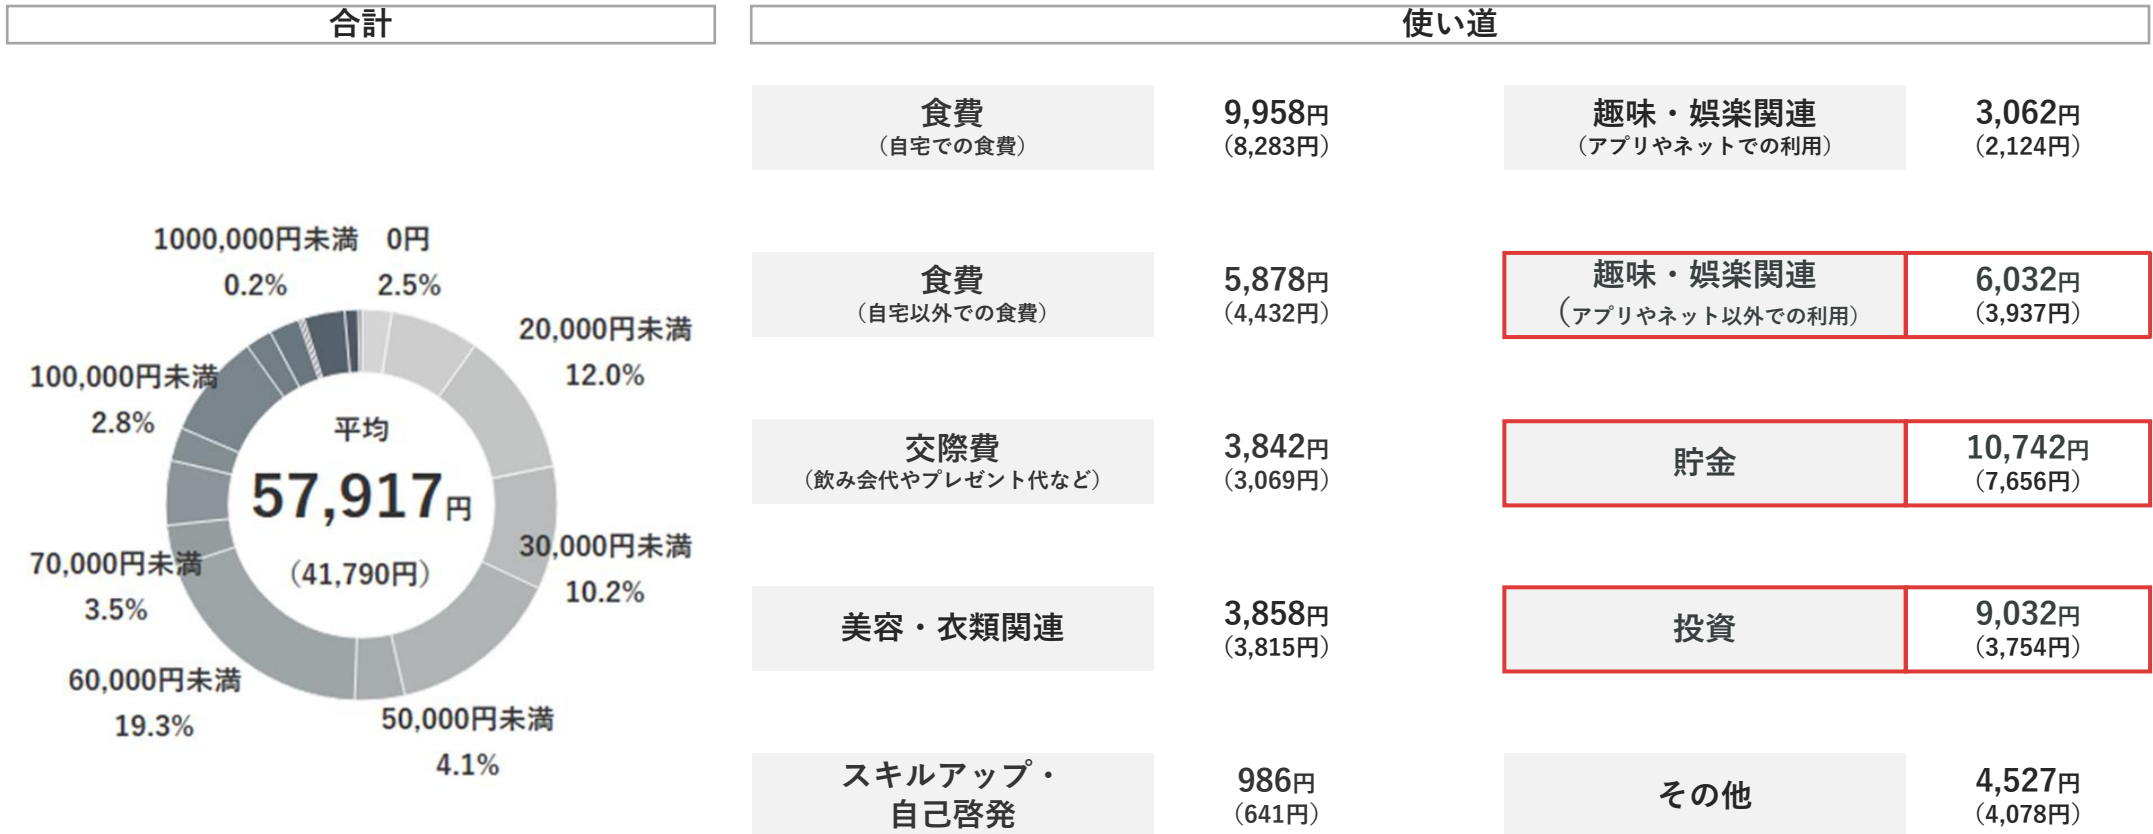 合計
1000,000円未満
0.2%
0円
2.5%
20,000円未満
12.0%
100,000円未満
2.8%
平均
57,917円
（41,790円）
30,000円未満
10.2%
70,000円未満
3.5%
60,000円未満
19.3%
50,000円未満
4.1%
使い道
食費
（自宅での食費）
9,958円
（8,283円）
趣味・娯楽関連
（アプリやネットでの利用）
3,062円
（2,124円）
食費
（自宅以外での食費）
5,878円
（4,432円）
趣味・娯楽関連
（アプリやネット以外での利用）
6,032円
（3,937円）
交際費
（飲み会代やプレゼント代など）
3,842円
（3,069円）
貯金
10,742円
（7,656円）
美容・衣類関連
3,858円
（3,815円）
投資
9,032円
（3,754円）
スキルアップ・
自己啓発
986円
（641円）
その他
4,527円
（4,078円）